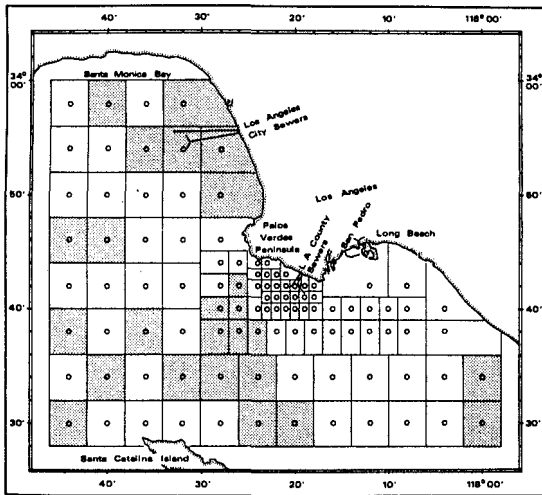 40'
30'
20'
10'
118° 00'
34° 00'
34° 00'
Santa Monica Bay
Los Angeles
City Sewers
50'
50'
Los Angeles
Palos
Verdes
Peninsula
L A County
Sewers
San Pedro
Long Beach
40'
40'
30'
30'
Santa Catalina Island
40'
30'
20'
10'
118° 00'